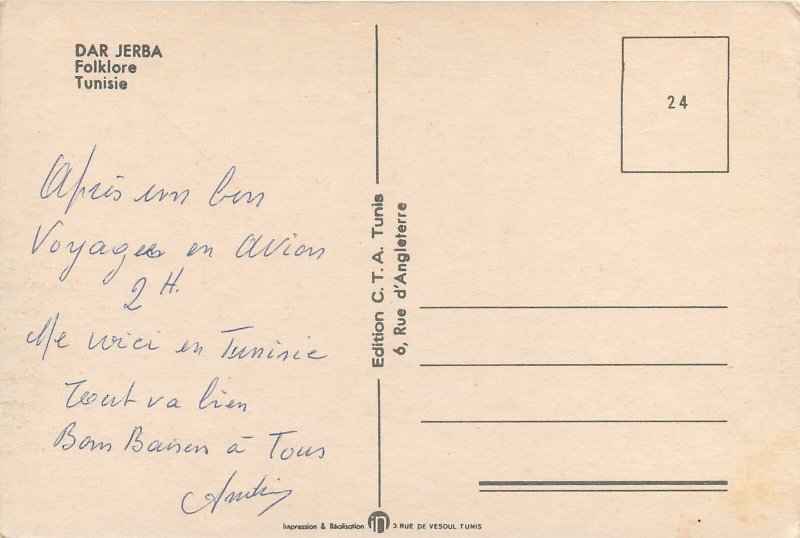 DAR JERBA
Folklore
Tunisie
Après un bon
Voyages en avion
2 H.
Me voici en Tunisie
Tout va bien
Bons Baisers à Tous
24
Edition C. T. A. Tunis
6, Rue d'Angleterre
Impression & Réalisation in 3 RUE DE VESOUL. TUNIS